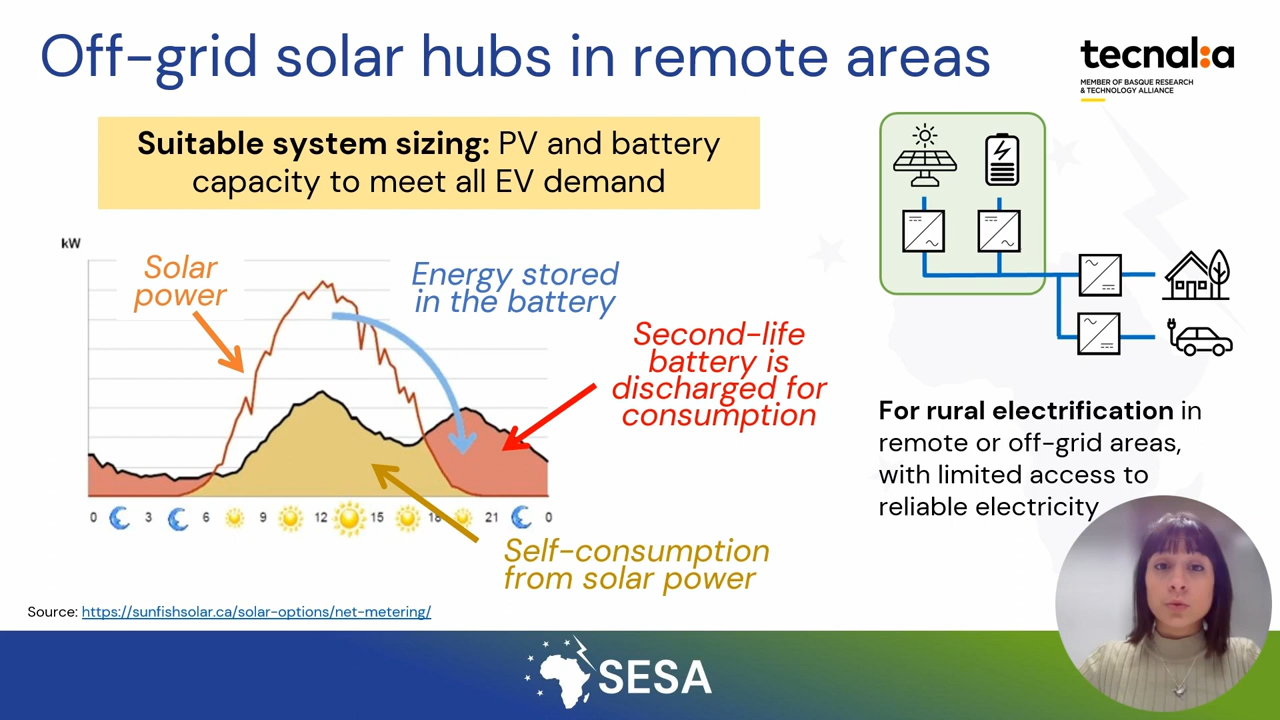 Off-grid solar hubs in remote areas
tecnalia
MEMBER OF BASQUE RESEARCH
& TECHNOLOGY ALLIANCE
Suitable system sizing: PV and battery
capacity to meet all EV demand
kW
Solar
power
Energy stored
in the battery
Second-life
battery is
discharged for
consumption
0 3 6 9 12 15 18 21 0
Self-consumption
from solar power
For rural electrification in
remote or off-grid areas,
with limited access to
reliable electricity
Source: https://sunfishsolar.ca/solar-options/net-metering/
SESA